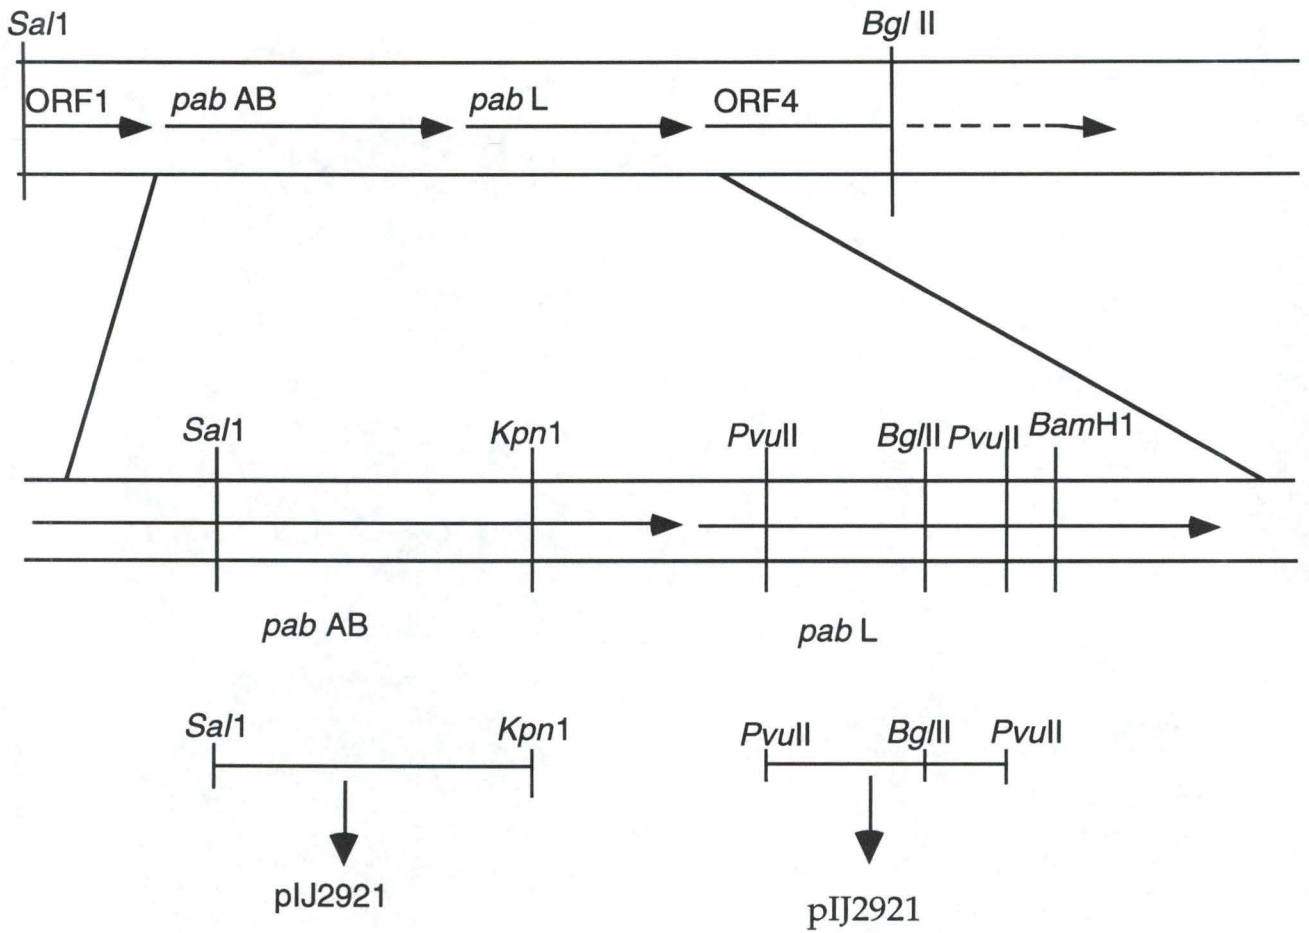 Sal1 Bgl II
ORF1 pab AB pab L ORF4
Sal1 Kpn1 PvuII BglII PvuII BamH1
pab AB pab L
Sal1 Kpn1 PvuII BglII PvuII
pIJ2921 pIJ2921